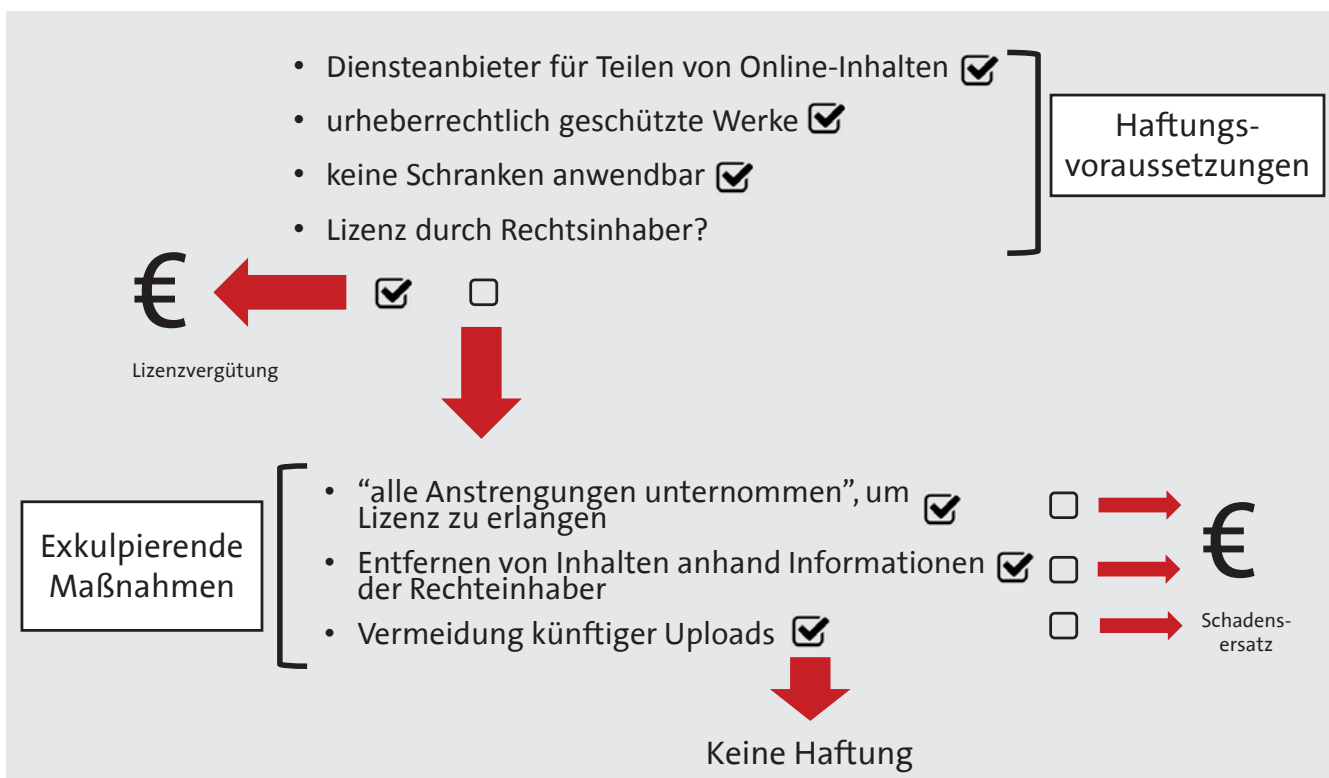 • Diensteanbieter für Teilen von Online-Inhalten
• urheberrechtlich geschützte Werke
• keine Schranken anwendbar
• Lizenz durch Rechtsinhaber?
Haftungs-
voraussetzungen
€
Lizenzvergütung
Exkulpierende
Maßnahmen
• “alle Anstrengungen unternommen”, um
Lizenz zu erlangen
• Entfernen von Inhalten anhand Informationen
der Rechteinhaber
• Vermeidung künftiger Uploads
€
Schadens-
ersatz
Keine Haftung